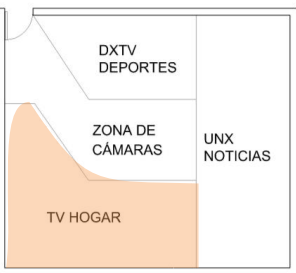 DXTV
DEPORTES
ZONA DE
CÁMARAS
UNX
NOTICIAS
TV HOGAR